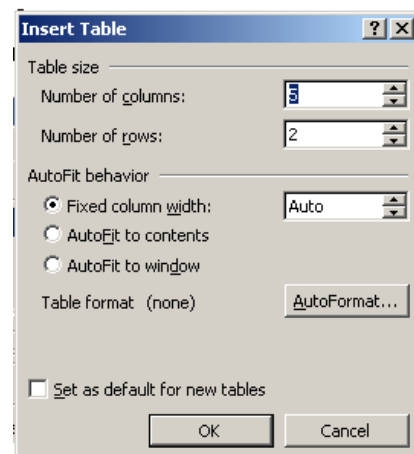 Insert Table
Table size
Number of columns: 5
Number of rows: 2
AutoFit behavior
Fixed column width: Auto
AutoFit to contents
AutoFit to window
Table format (none) AutoFormat...
Set as default for new tables
OK Cancel